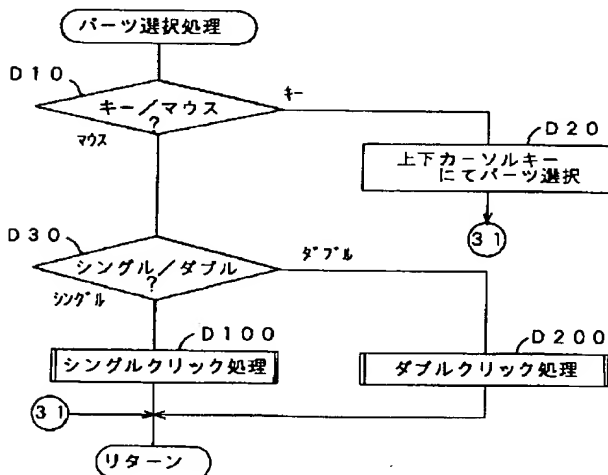 パーツ選択処理
D10
キー／マウス
?
キー
マウス
D20
上下カーソルキー
にてパーツ選択
31
D30
シングル／ダブル
?
ダブル
シングル
D100
シングルクリック処理
D200
ダブルクリック処理
31
リターン